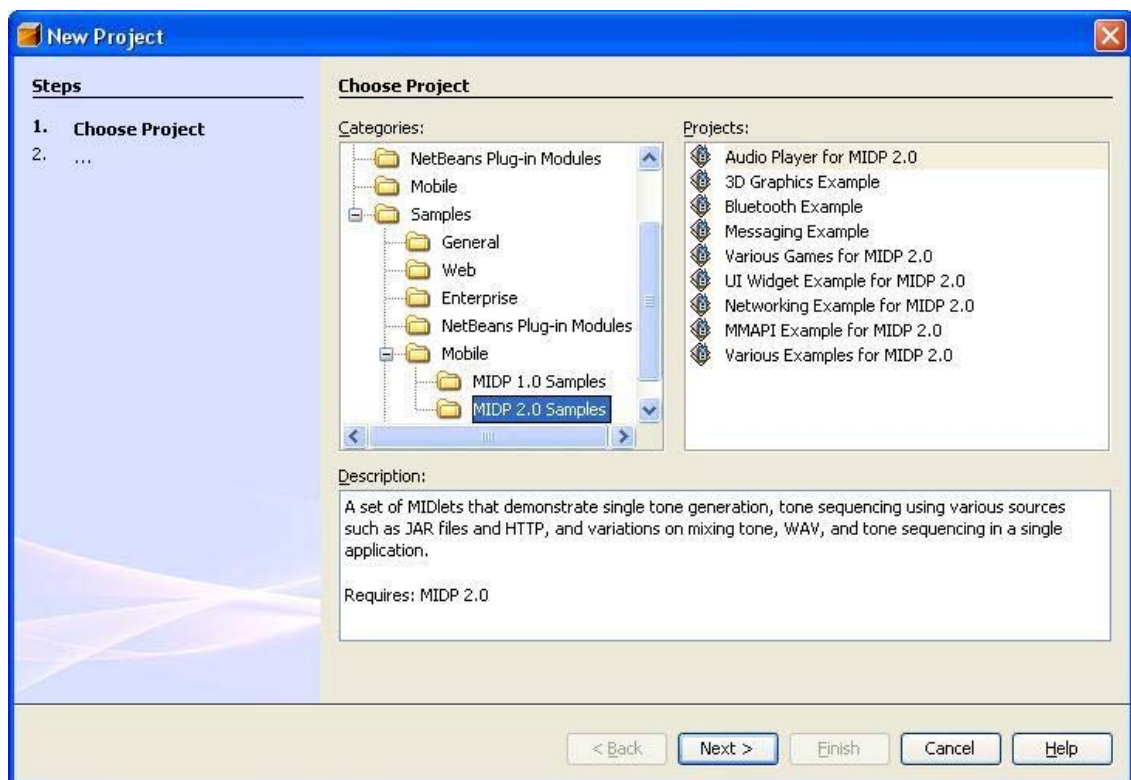 New Project
Steps
1. Choose Project
2. ...
Choose Project
Categories:
NetBeans Plug-in Modules
Mobile
Samples
General
Web
Enterprise
NetBeans Plug-in Modules
Mobile
MIDP 1.0 Samples
MIDP 2.0 Samples
Projects:
Audio Player for MIDP 2.0
3D Graphics Example
Bluetooth Example
Messaging Example
Various Games for MIDP 2.0
UI Widget Example for MIDP 2.0
Networking Example for MIDP 2.0
MMAPI Example for MIDP 2.0
Various Examples for MIDP 2.0
Description:
A set of MIDlets that demonstrate single tone generation, tone sequencing using various sources
such as JAR files and HTTP, and variations on mixing tone, WAV, and tone sequencing in a single
application.
Requires: MIDP 2.0
< Back
Next >
Finish
Cancel
Help